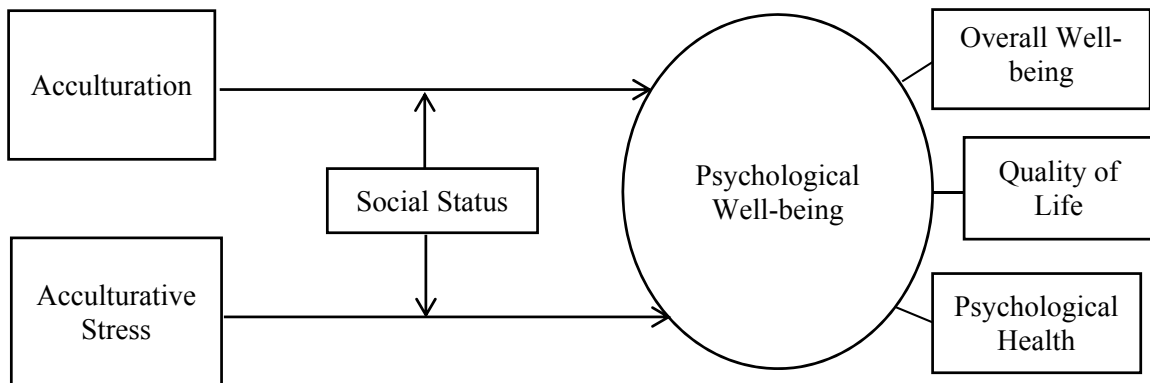 Acculturation
Acculturative
Stress
Social Status
Psychological
Well-being
Overall Well-
being
Quality of
Life
Psychological
Health